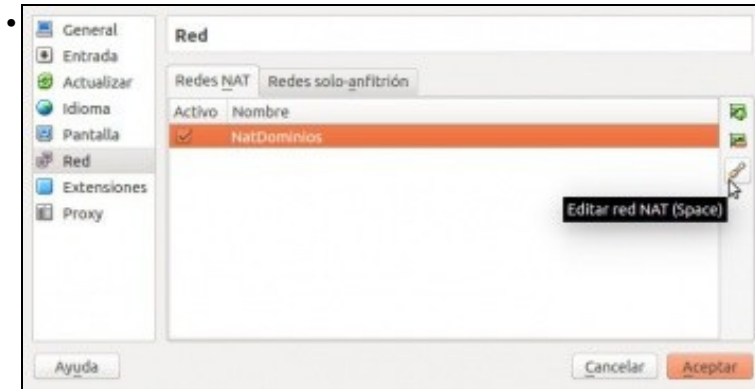 General
Entrada
Actualizar
Idioma
Pantalla
Red
Extensiones
Proxy
Red
Redes NAT Redes solo-anfitrión
Activo Nombre
NatDominios
Editar red NAT (Space)
Ayuda Cancelar Aceptar